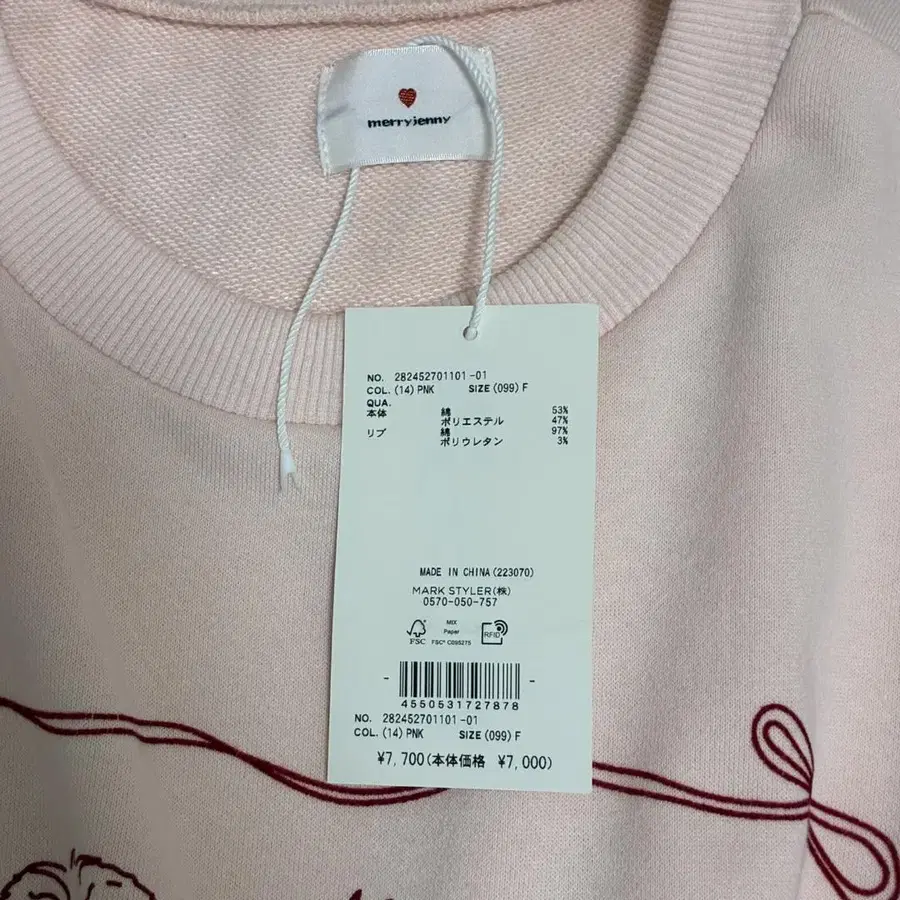 merryjenny
NO. 282452701101-01
COL. (14) PNK SIZE (099) F
QUA.
本体 綿 53%
ポリエステル 47%
リブ 綿 97%
ポリウレタン 3%
MADE IN CHINA (223070)
MARK STYLER(株)
0570-050-757
FSC
MIX
Paper
FSC® C095275
RFID
4550531727878
NO. 282452701101-01
COL. (14) PNK SIZE (099) F
¥7,700(本体価格 ¥7,000)